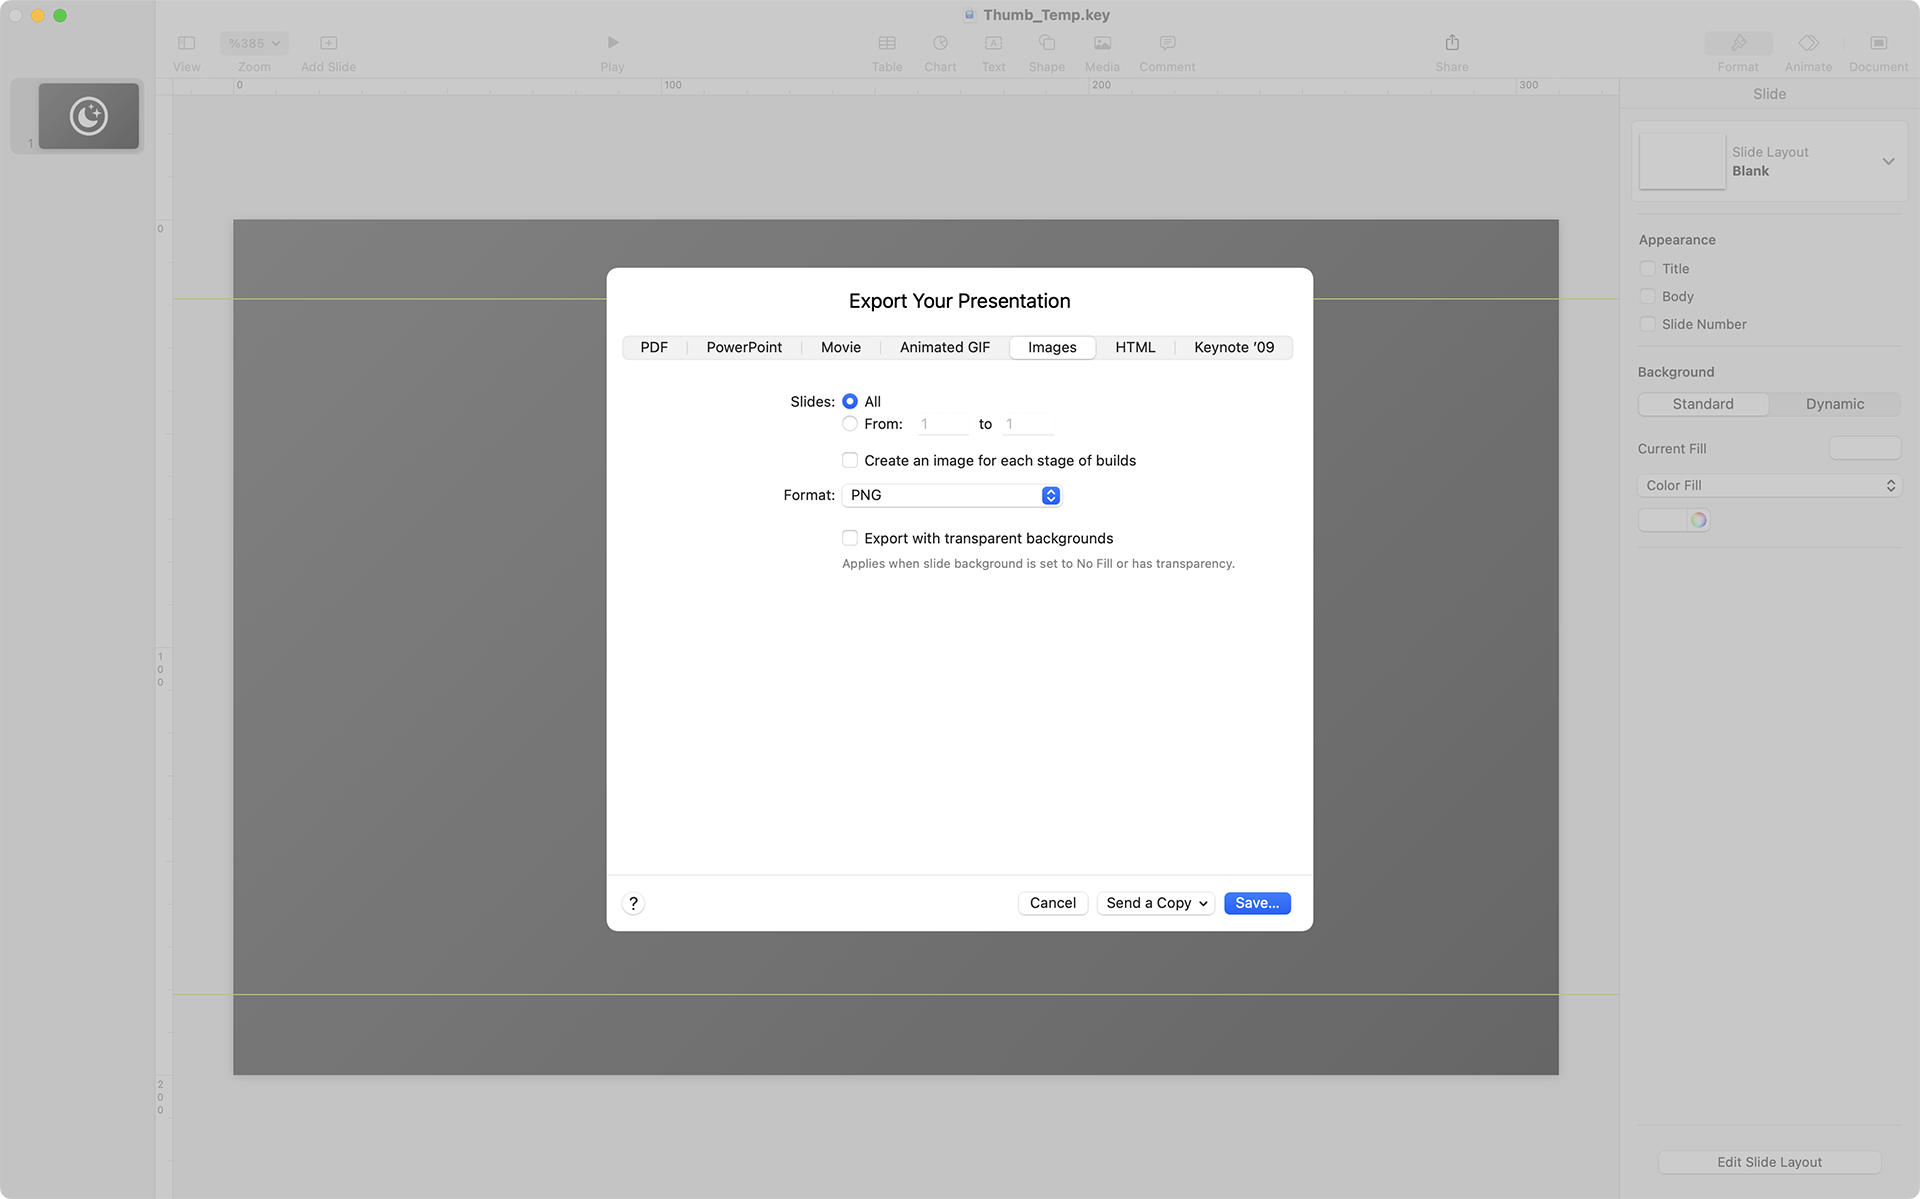 Thumb_Temp.key
%385
View
Zoom
Add Slide
Play
Table
Chart
Text
Shape
Media
Comment
Share
Format
Animate
Document
0
100
200
300
1
0
100
200
Slide
Slide Layout
Blank
Appearance
Title
Body
Slide Number
Background
Standard
Dynamic
Current Fill
Color Fill
Edit Slide Layout
Export Your Presentation
PDF
PowerPoint
Movie
Animated GIF
Images
HTML
Keynote '09
Slides:
All
From: 1 to 1
Create an image for each stage of builds
Format: PNG
Export with transparent backgrounds
Applies when slide background is set to No Fill or has transparency.
?
Cancel
Send a Copy
Save...